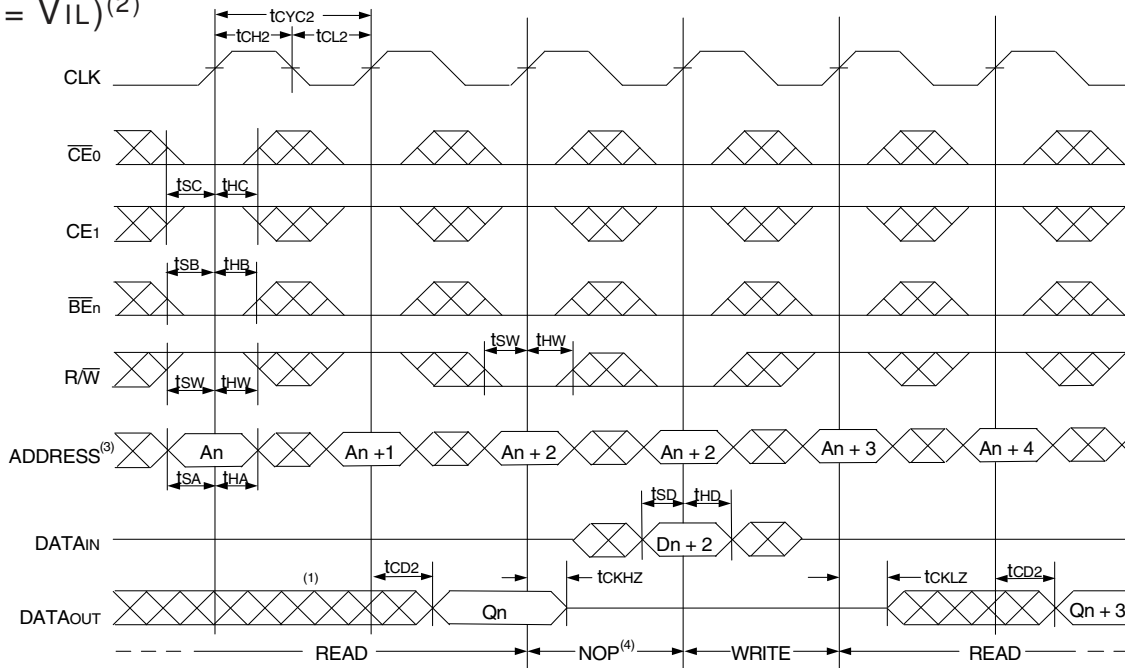 = VIL)(2)
tCYC2
tCH2 tCL2
CLK
CE0
tSC tHC
CE1
tSB tHB
BEn
tSW tHW
R/W
tSW tHW
ADDRESS(3) An An + 1 An + 2 An + 2 An + 3 An + 4
tSA tHA
tSD tHD
DATAIN Dn + 2
(1) tCD2 tCKHZ tCKLZ tCD2
DATAOUT Qn Qn + 3
READ NOP(4) WRITE READ